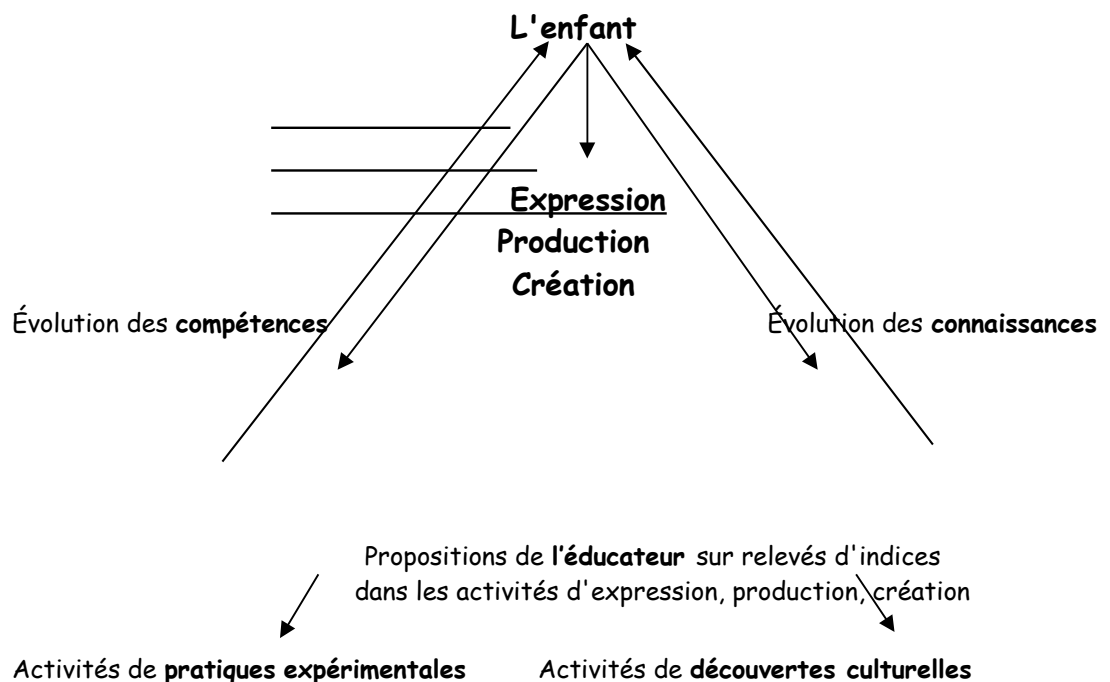 L'enfant
Expression
Production
Création
Évolution des compétences
Évolution des connaissances
Propositions de l’éducateur sur relevés d'indices
dans les activités d'expression, production, création
Activités de pratiques expérimentales
Activités de découvertes culturelles